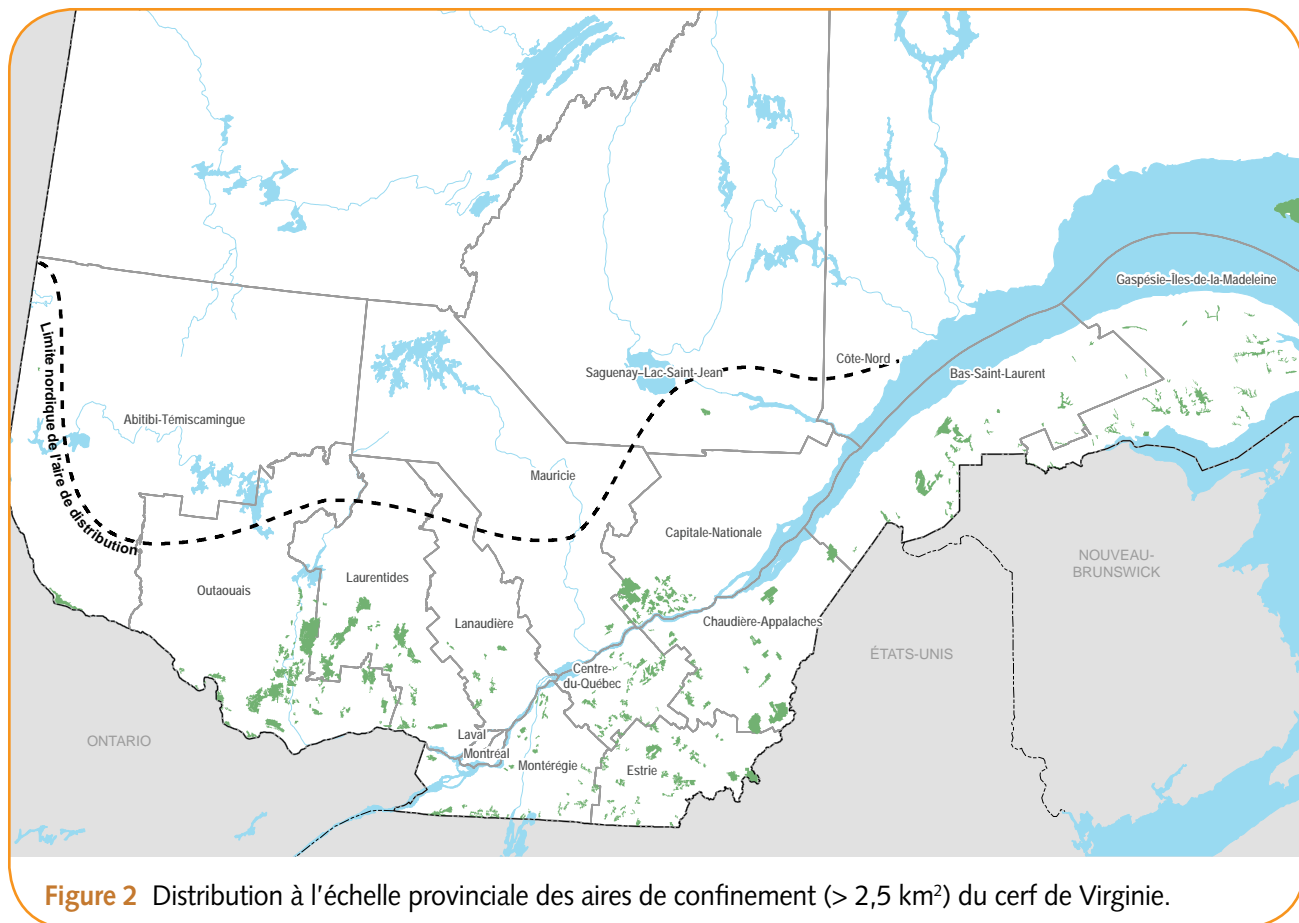 Gaspésie–Îles-de-la-Madeleine
Côte-Nord
Saguenay–Lac-Saint-Jean
Bas-Saint-Laurent
Limite nordique de l'aire de distribution
Abitibi-Témiscamingue
Mauricie
Capitale-Nationale
NOUVEAU-
BRUNSWICK
Outaouais
Laurentides
Lanaudière
Chaudière-Appalaches
ÉTATS-UNIS
Centre-
du-Québec
ONTARIO
Laval
Montréal
Montérégie
Estrie
Figure 2 Distribution à l'échelle provinciale des aires de confinement (> 2,5 km²) du cerf de Virginie.